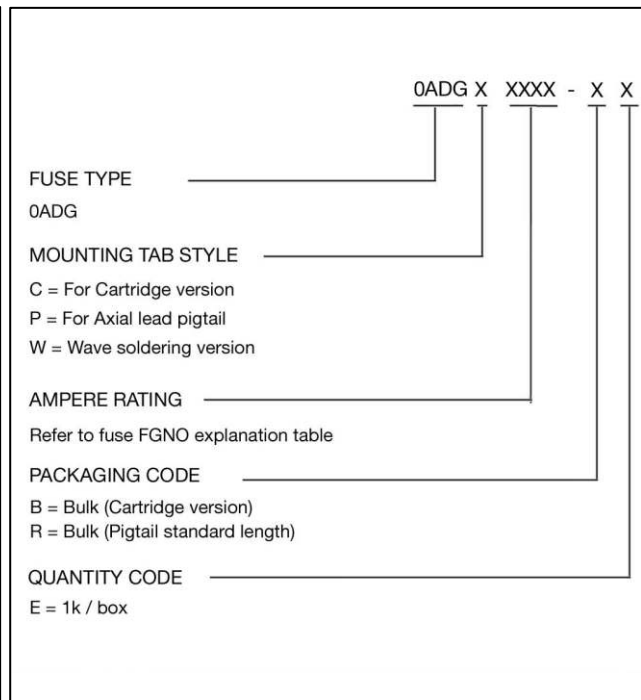 0ADG X XXXX - X X
FUSE TYPE
0ADG
MOUNTING TAB STYLE
C = For Cartridge version
P = For Axial lead pigtail
W = Wave soldering version
AMPERE RATING
Refer to fuse FGNO explanation table
PACKAGING CODE
B = Bulk (Cartridge version)
R = Bulk (Pigtail standard length)
QUANTITY CODE
E = 1k / box